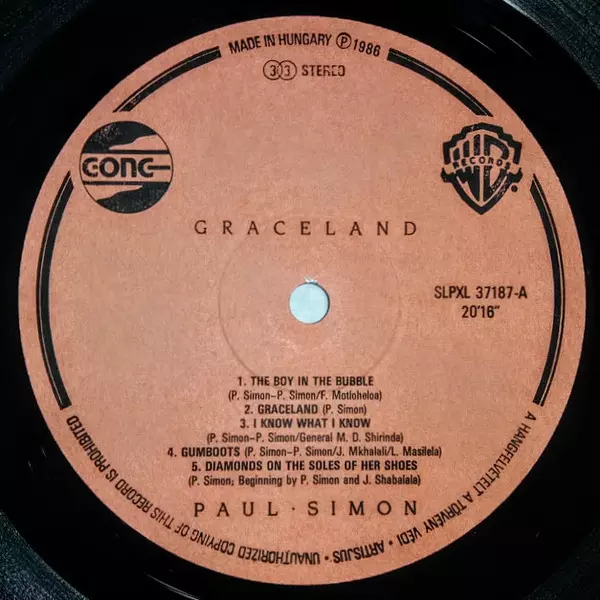 MADE IN HUNGARY Ⓟ 1986
33 STEREO
GONG
WB
RECORDS
GRACELAND
SLPXL 37187-A
20'16"
1. THE BOY IN THE BUBBLE
(P. Simon–P. Simon/F. Motloheloa)
2. GRACELAND (P. Simon)
3. I KNOW WHAT I KNOW
(P. Simon–P. Simon/General M. D. Shirinda)
4. GUMBOOTS (P. Simon–P. Simon/J. Mkhalali/L. Masilela)
5. DIAMONDS ON THE SOLES OF HER SHOES
(P. Simon; Beginning by P. Simon and J. Shabalala)
PAUL · SIMON
A HANGFELVÉTELT A TÖRVÉNY VÉDI · ARTISJUS · UNAUTHORIZED COPYING OF THIS RECORD IS PROHIBITED